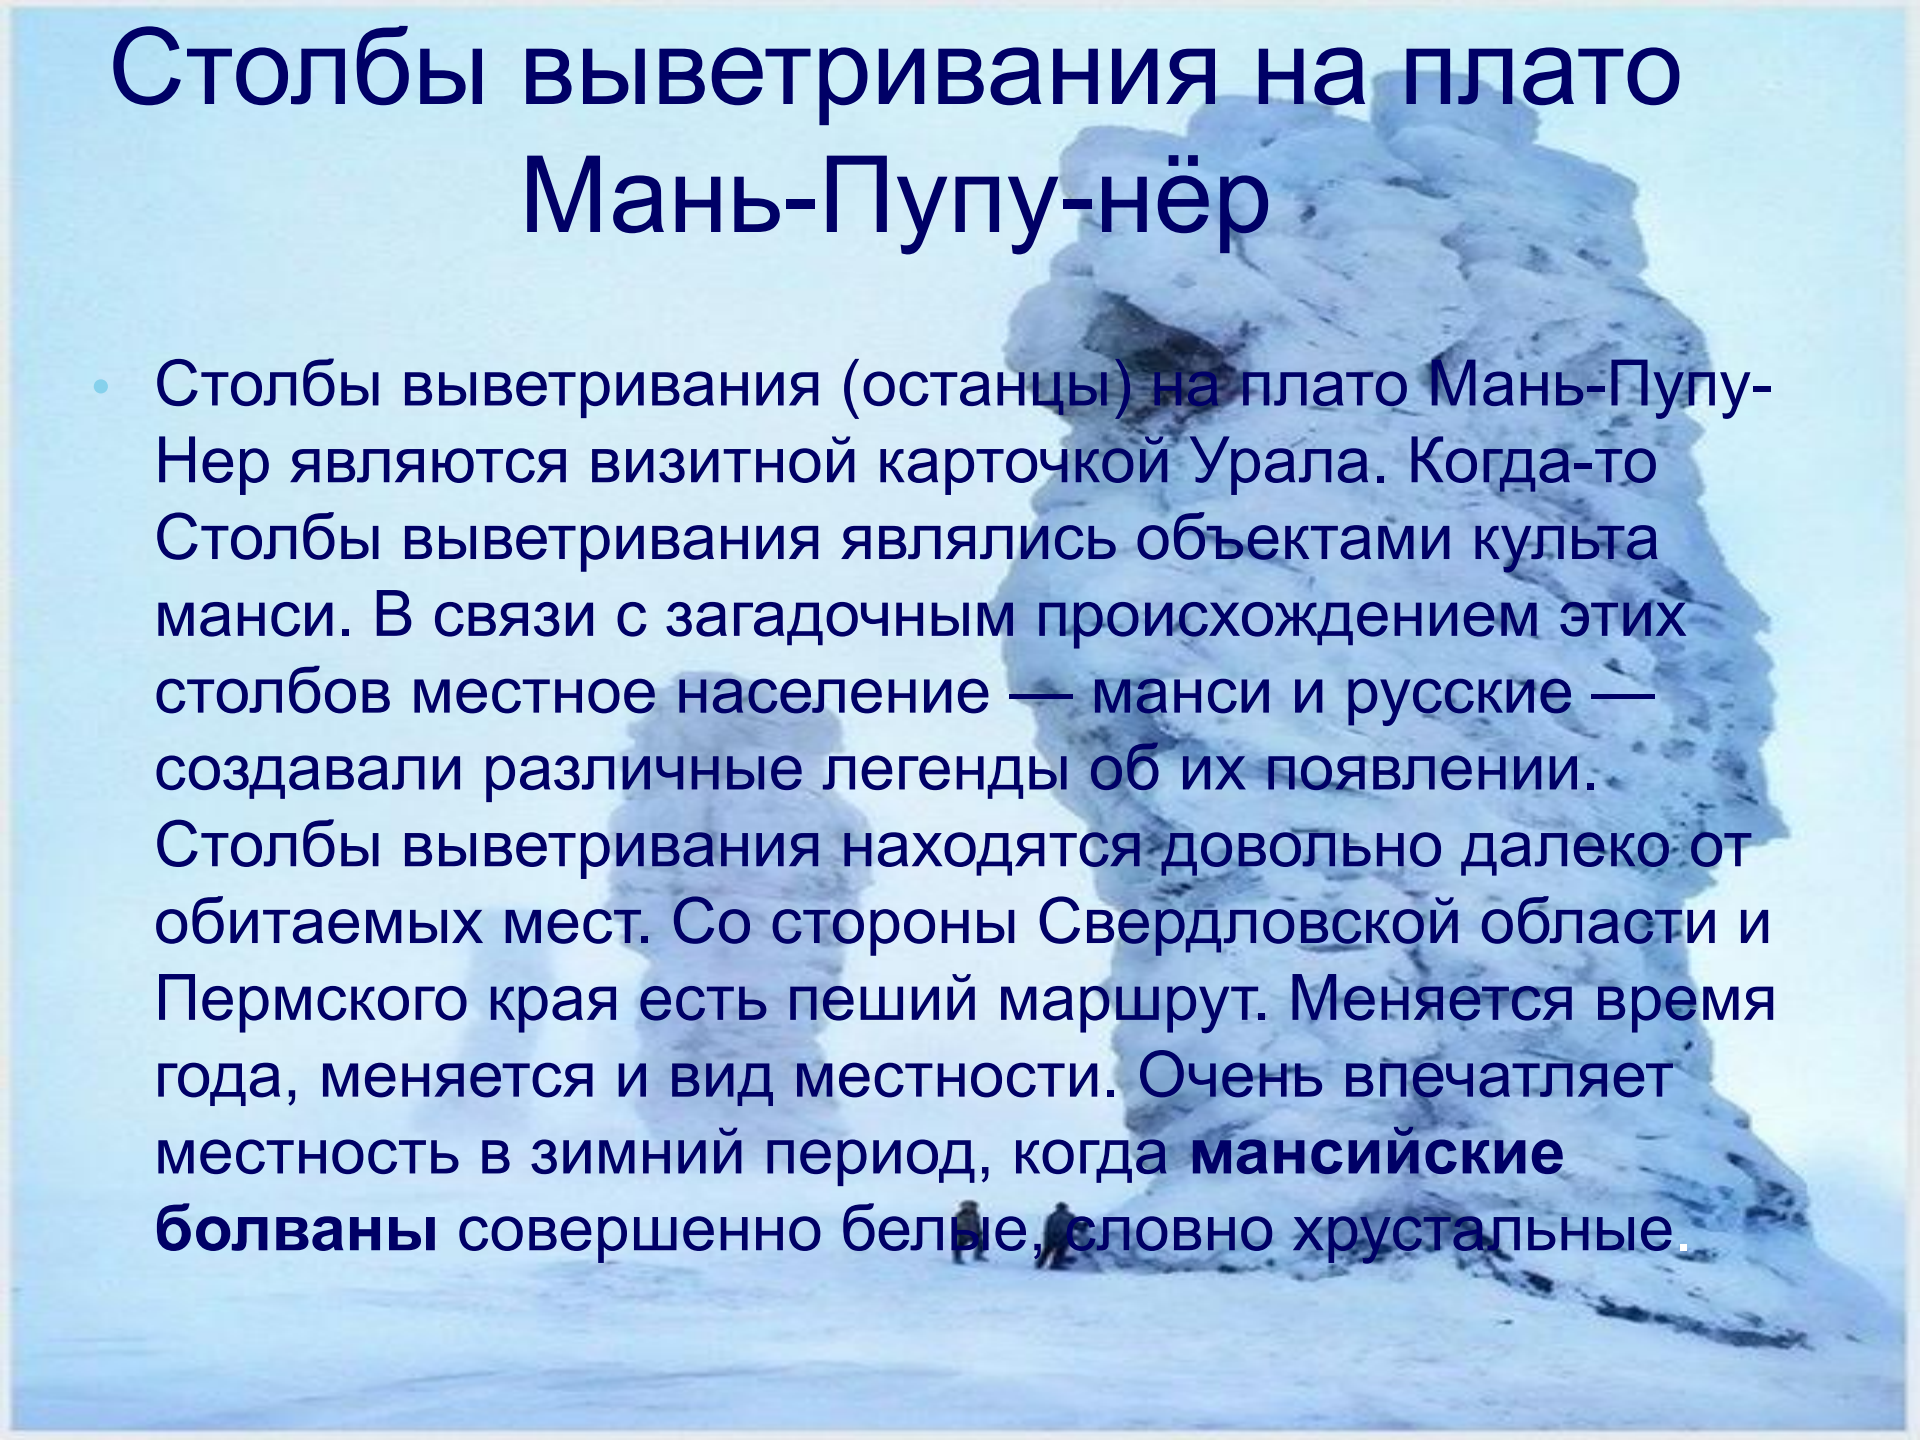 Столбы выветривания на плато
Мань-Пупу-нёр
• Столбы выветривания (останцы) на плато Мань-Пупу-
Нер являются визитной карточкой Урала. Когда-то
Столбы выветривания являлись объектами культа
манси. В связи с загадочным происхождением этих
столбов местное население — манси и русские —
создавали различные легенды об их появлении.
Столбы выветривания находятся довольно далеко от
обитаемых мест. Со стороны Свердловской области и
Пермского края есть пеший маршрут. Меняется время
года, меняется и вид местности. Очень впечатляет
местность в зимний период, когда мансийские
болваны совершенно белые, словно хрустальные.